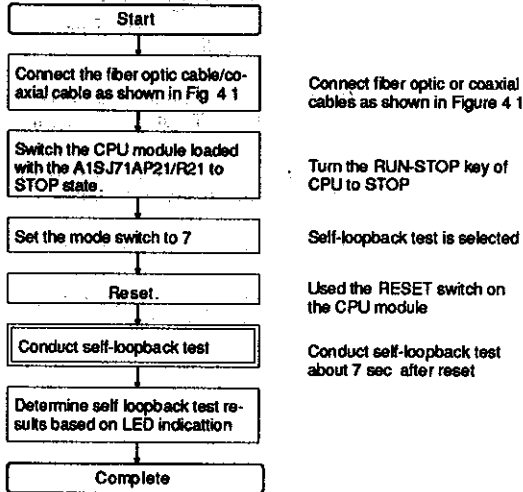 Start
Connect the fiber optic cable/co-
axial cable as shown in Fig 4 1
Connect fiber optic or coaxial
cables as shown in Figure 4 1
Switch the CPU module loaded
with the A1SJ71AP21/R21 to
STOP state.
Turn the RUN-STOP key of
CPU to STOP
Set the mode switch to 7
Self-loopback test is selected
Reset.
Used the RESET switch on
the CPU module
Conduct self-loopback test
Conduct self-loopback test
about 7 sec after reset
Determine self loopback test re-
sults based on LED indicattion
Complete